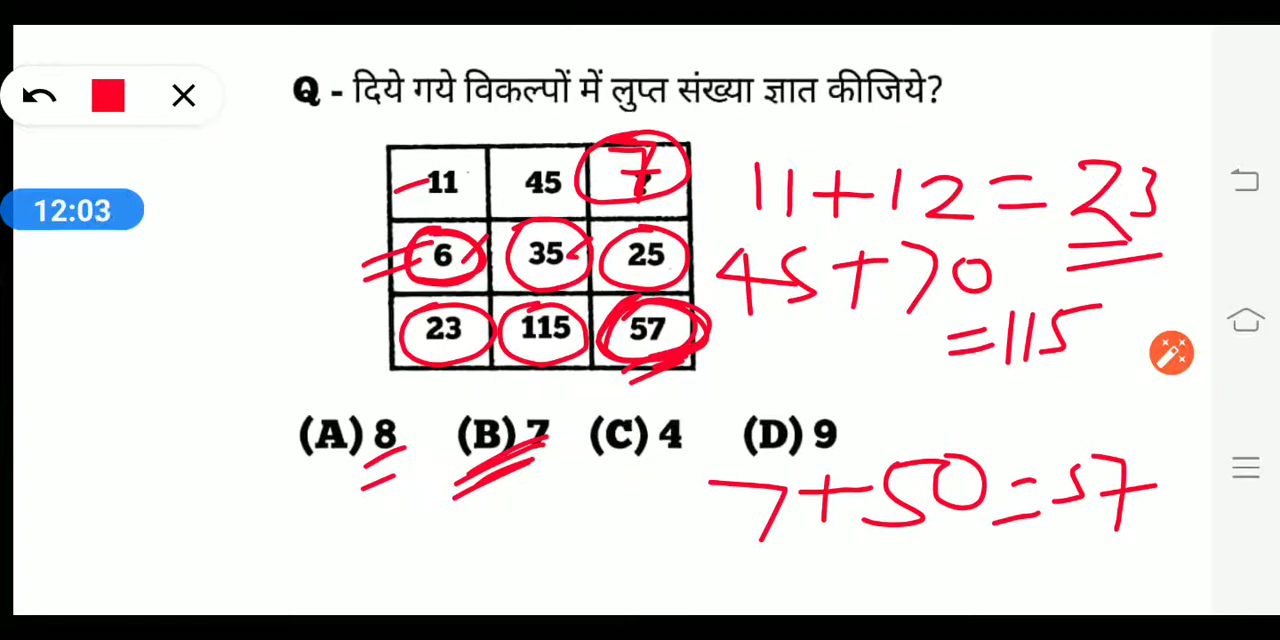 Q - दिये गये विकल्पों में लुप्त संख्या ज्ञात कीजिये?
12:03
11 45 7
6 35 25
23 115 57
11+12=23
45+70
=115
(A) 8 (B) 7 (C) 4 (D) 9
7+50=57